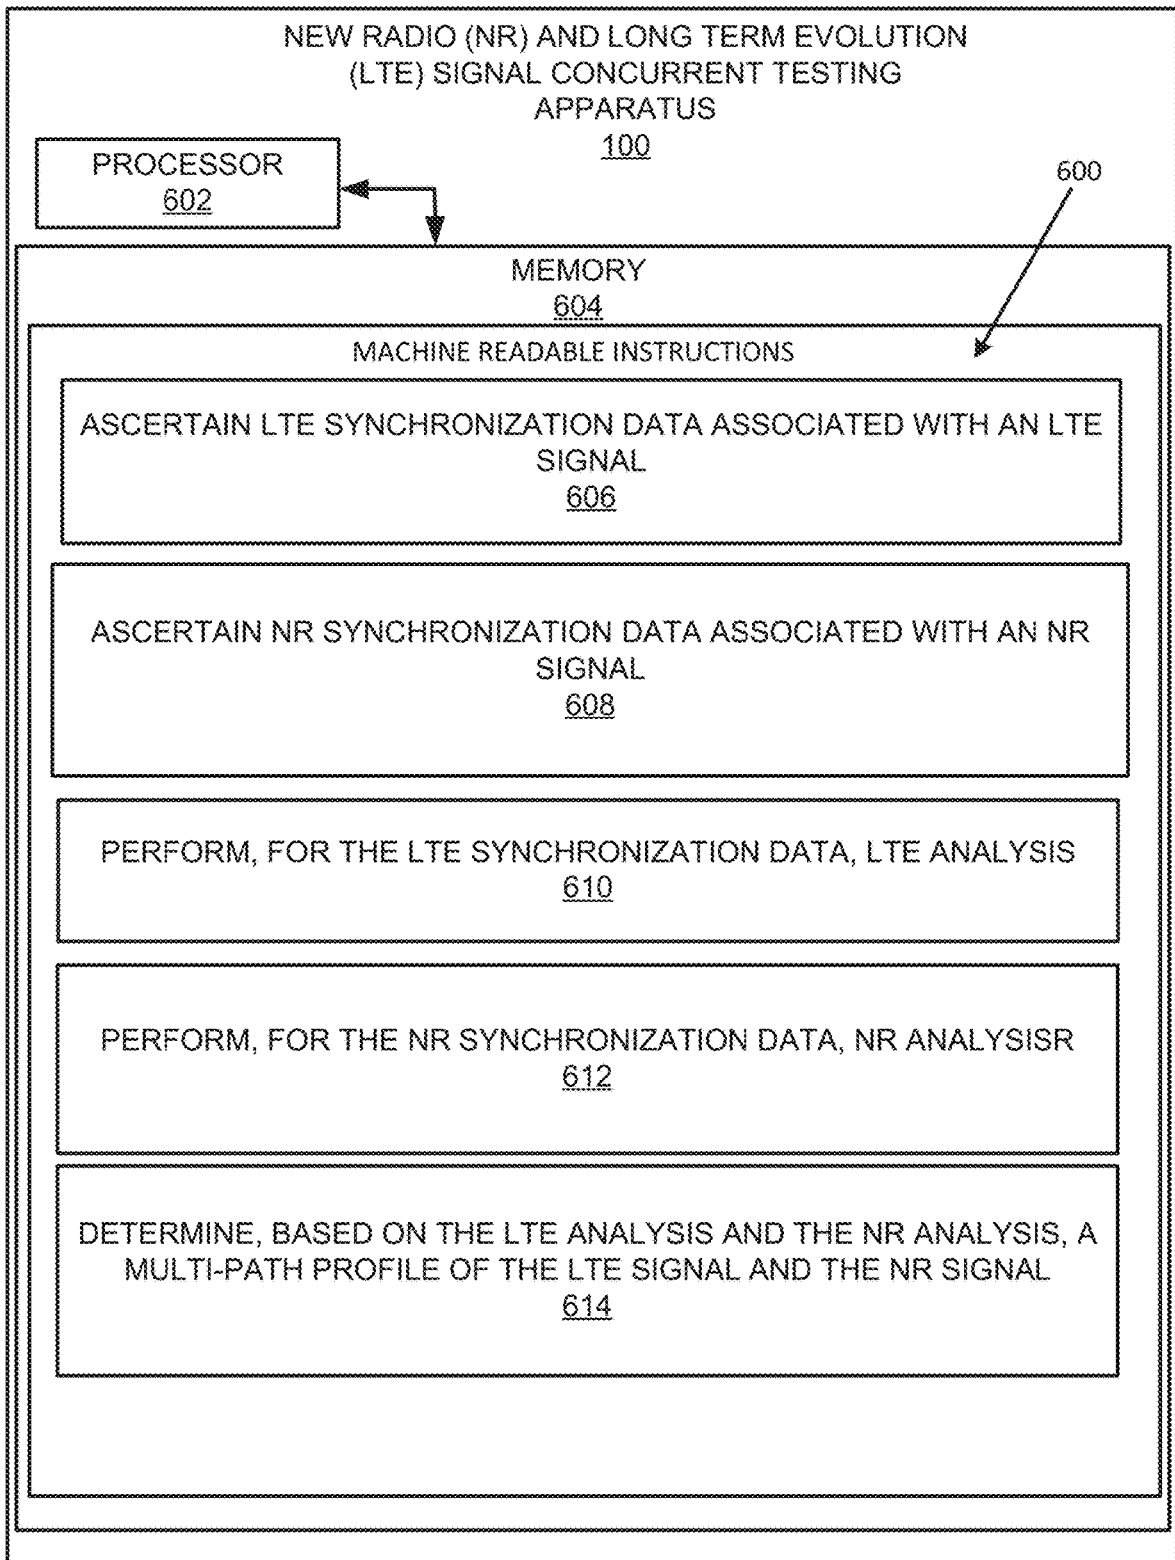 NEW RADIO (NR) AND LONG TERM EVOLUTION
(LTE) SIGNAL CONCURRENT TESTING
APPARATUS
100
PROCESSOR
602
600
MEMORY
604
MACHINE READABLE INSTRUCTIONS
ASCERTAIN LTE SYNCHRONIZATION DATA ASSOCIATED WITH AN LTE
SIGNAL
606
ASCERTAIN NR SYNCHRONIZATION DATA ASSOCIATED WITH AN NR
SIGNAL
608
PERFORM, FOR THE LTE SYNCHRONIZATION DATA, LTE ANALYSIS
610
PERFORM, FOR THE NR SYNCHRONIZATION DATA, NR ANALYSISR
612
DETERMINE, BASED ON THE LTE ANALYSIS AND THE NR ANALYSIS, A
MULTI-PATH PROFILE OF THE LTE SIGNAL AND THE NR SIGNAL
614